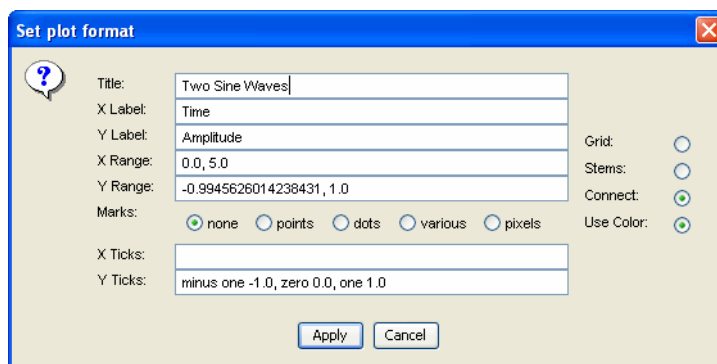 Set plot format
Title: Two Sine Waves
X Label: Time
Y Label: Amplitude
X Range: 0.0, 5.0
Y Range: -0.9945626014238431, 1.0
Marks: none points dots various pixels
X Ticks:
Y Ticks: minus one -1.0, zero 0.0, one 1.0
Grid:
Stems:
Connect:
Use Color:
Apply Cancel